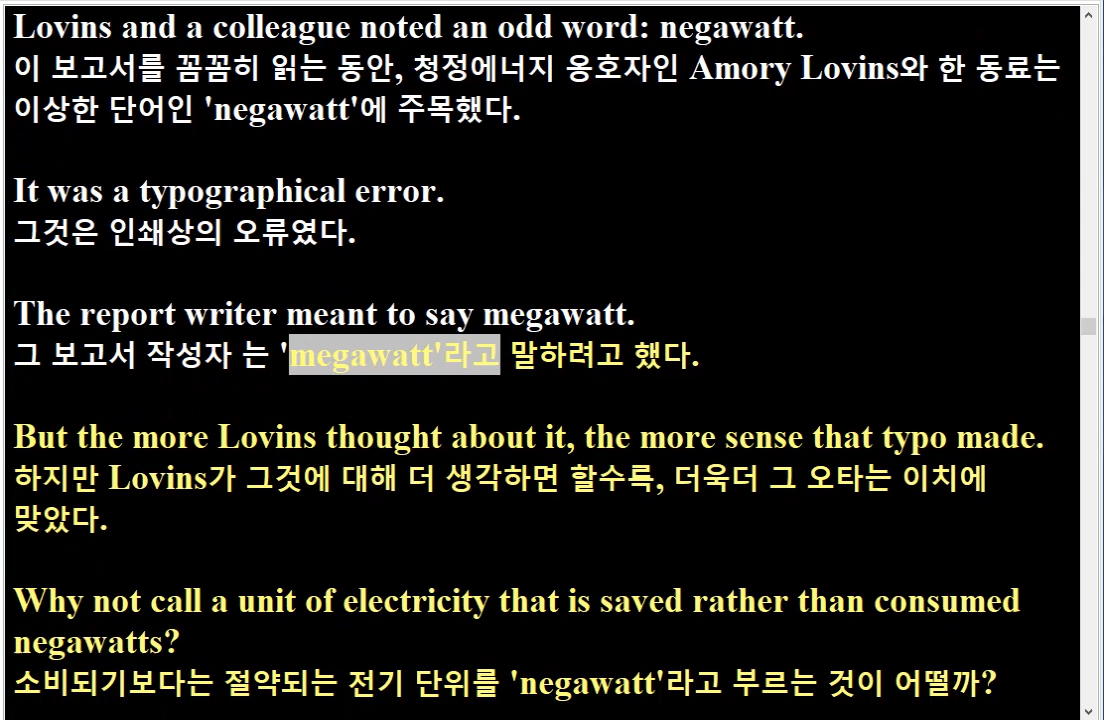 Lovins and a colleague noted an odd word: negawatt.
이 보고서를 꼼꼼히 읽는 동안, 청정에너지 옹호자인 Amory Lovins와 한 동료는
이상한 단어인 'negawatt'에 주목했다.
It was a typographical error.
그것은 인쇄상의 오류였다.
The report writer meant to say megawatt.
그 보고서 작성자 는 'megawatt'라고 말하려고 했다.
But the more Lovins thought about it, the more sense that typo made.
하지만 Lovins가 그것에 대해 더 생각하면 할수록, 더욱더 그 오타는 이치에
맞았다.
Why not call a unit of electricity that is saved rather than consumed
negawatts?
소비되기보다는 절약되는 전기 단위를 'negawatt'라고 부르는 것이 어떨까?